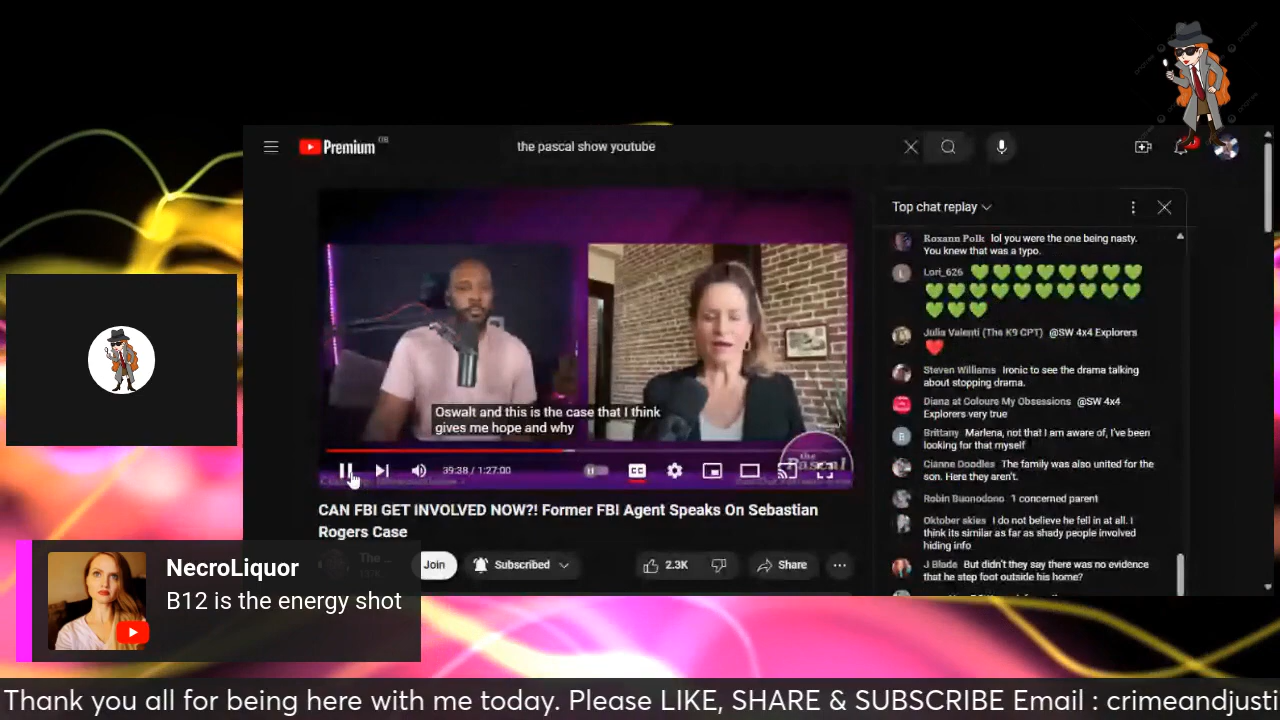 Premium GB
the pascal show youtube
Top chat replay
Roxann Polk lol you were the one being nasty.
You knew that was a typo.
Lori_626
Julia Valenti (The K9 CPT) @SW 4x4 Explorers
Steven Williams Ironic to see the drama talking
about stopping drama.
Diana at Colours My Obsessions @SW 4x4
Explorers very true
Brittany Marlena, not that I am aware of, I've been
looking for that myself
Cianne Doodles The family was also united for the
son. Here they aren't.
Robin Buonodono 1 concerned parent
Oktober skies I do not believe he fell in at all. I
think its similar as far as shady people involved
hiding info
J Blade But didn't they say there was no evidence
that he step foot outside his home?
Oswalt and this is the case that I think
gives me hope and why
the
Pascal
39:38 / 1:27:00
CC
CAN FBI GET INVOLVED NOW?! Former FBI Agent Speaks On Sebastian
Rogers Case
The ...
Join
Subscribed
2.3K
Share
NecroLiquor
B12 is the energy shot
Thank you all for being here with me today. Please LIKE, SHARE & SUBSCRIBE Email : crimeandjusti